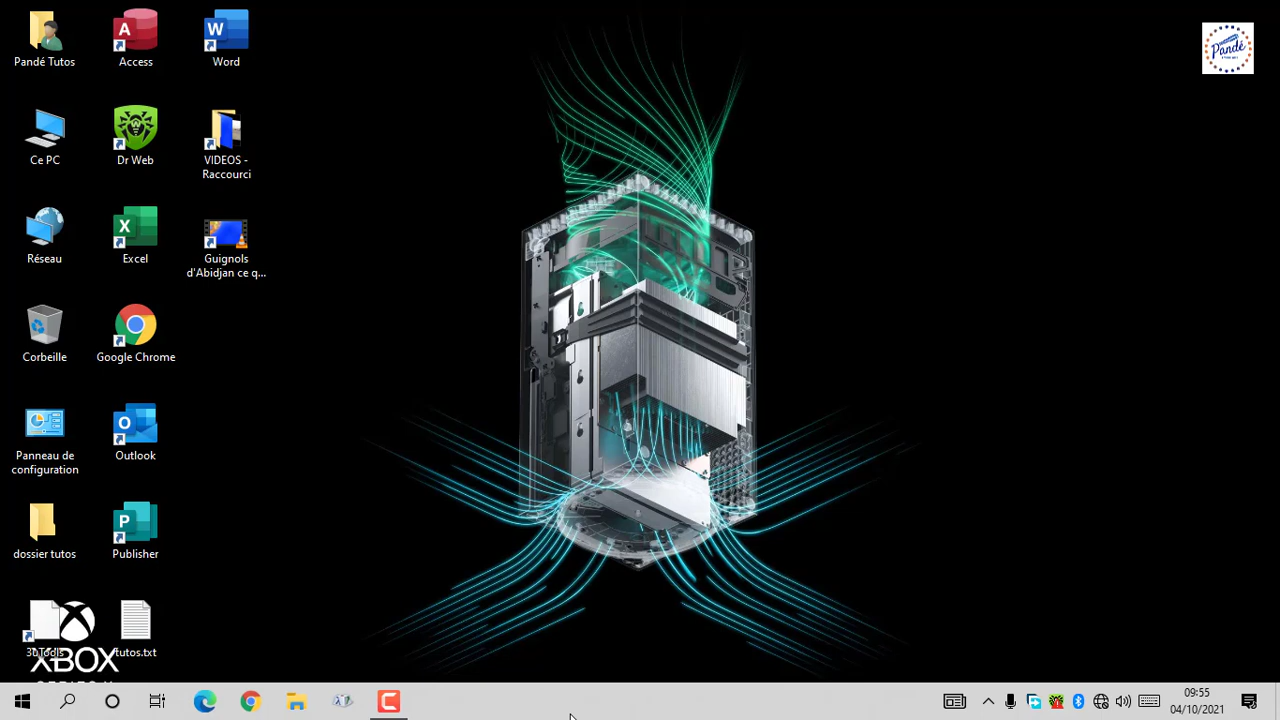 Pandé Tutos
Access
Word
Pandé
Ce PC
Dr Web
VIDEOS -
Raccourci
Réseau
Excel
Guignols
d'Abidjan ce q...
Corbeille
Google Chrome
Panneau de
configuration
Outlook
dossier tutos
Publisher
3uTools
tutos.txt
XBOX
09:55
04/10/2021